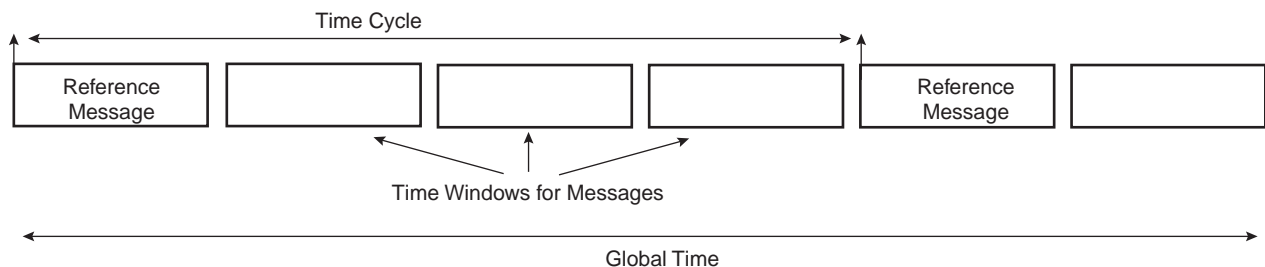 Time Cycle
Reference
Message
Reference
Message
Time Windows for Messages
Global Time